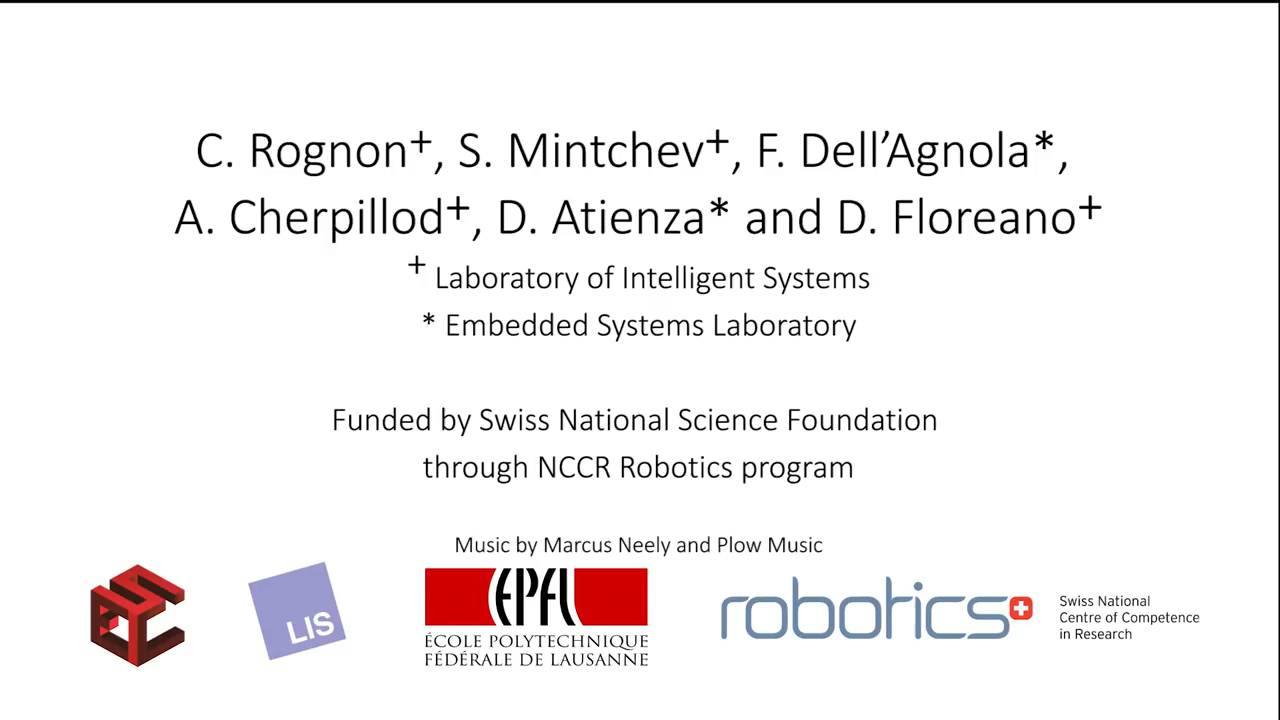 C. Rognon⁺, S. Mintchev⁺, F. Dell’Agnola*,
A. Cherpillod⁺, D. Atienza* and D. Floreano⁺
⁺ Laboratory of Intelligent Systems
* Embedded Systems Laboratory
Funded by Swiss National Science Foundation
through NCCR Robotics program
Music by Marcus Neely and Plow Music
ESL
LIS
EPFL
ÉCOLE POLYTECHNIQUE
FÉDÉRALE DE LAUSANNE
robotics+
Swiss National
Centre of Competence
in Research